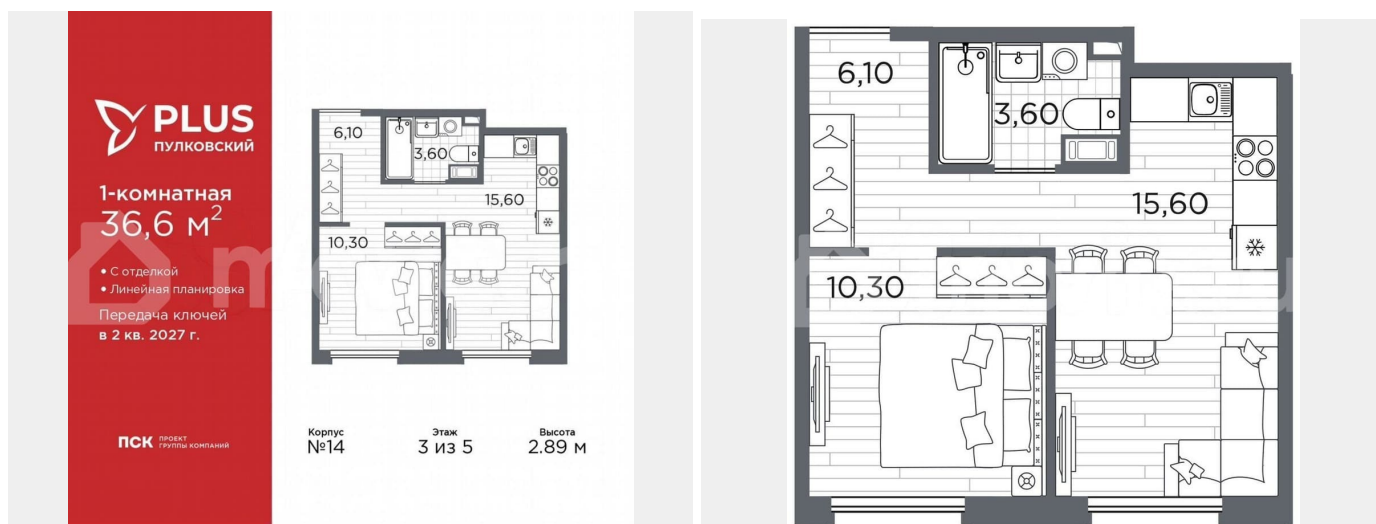 PLUS
ПУЛКОВСКИЙ
1-комнатная
36,6 м²
• С отделкой
• Линейная планировка
Передача ключей
в 2 кв. 2027 г.
ПСК ПРОЕКТ
ГРУППЫ КОМПАНИЙ
6,10
3,60
15,60
10,30
Корпус
№14
Этаж
3 из 5
Высота
2.89 м
6,10
3,60
15,60
10,30